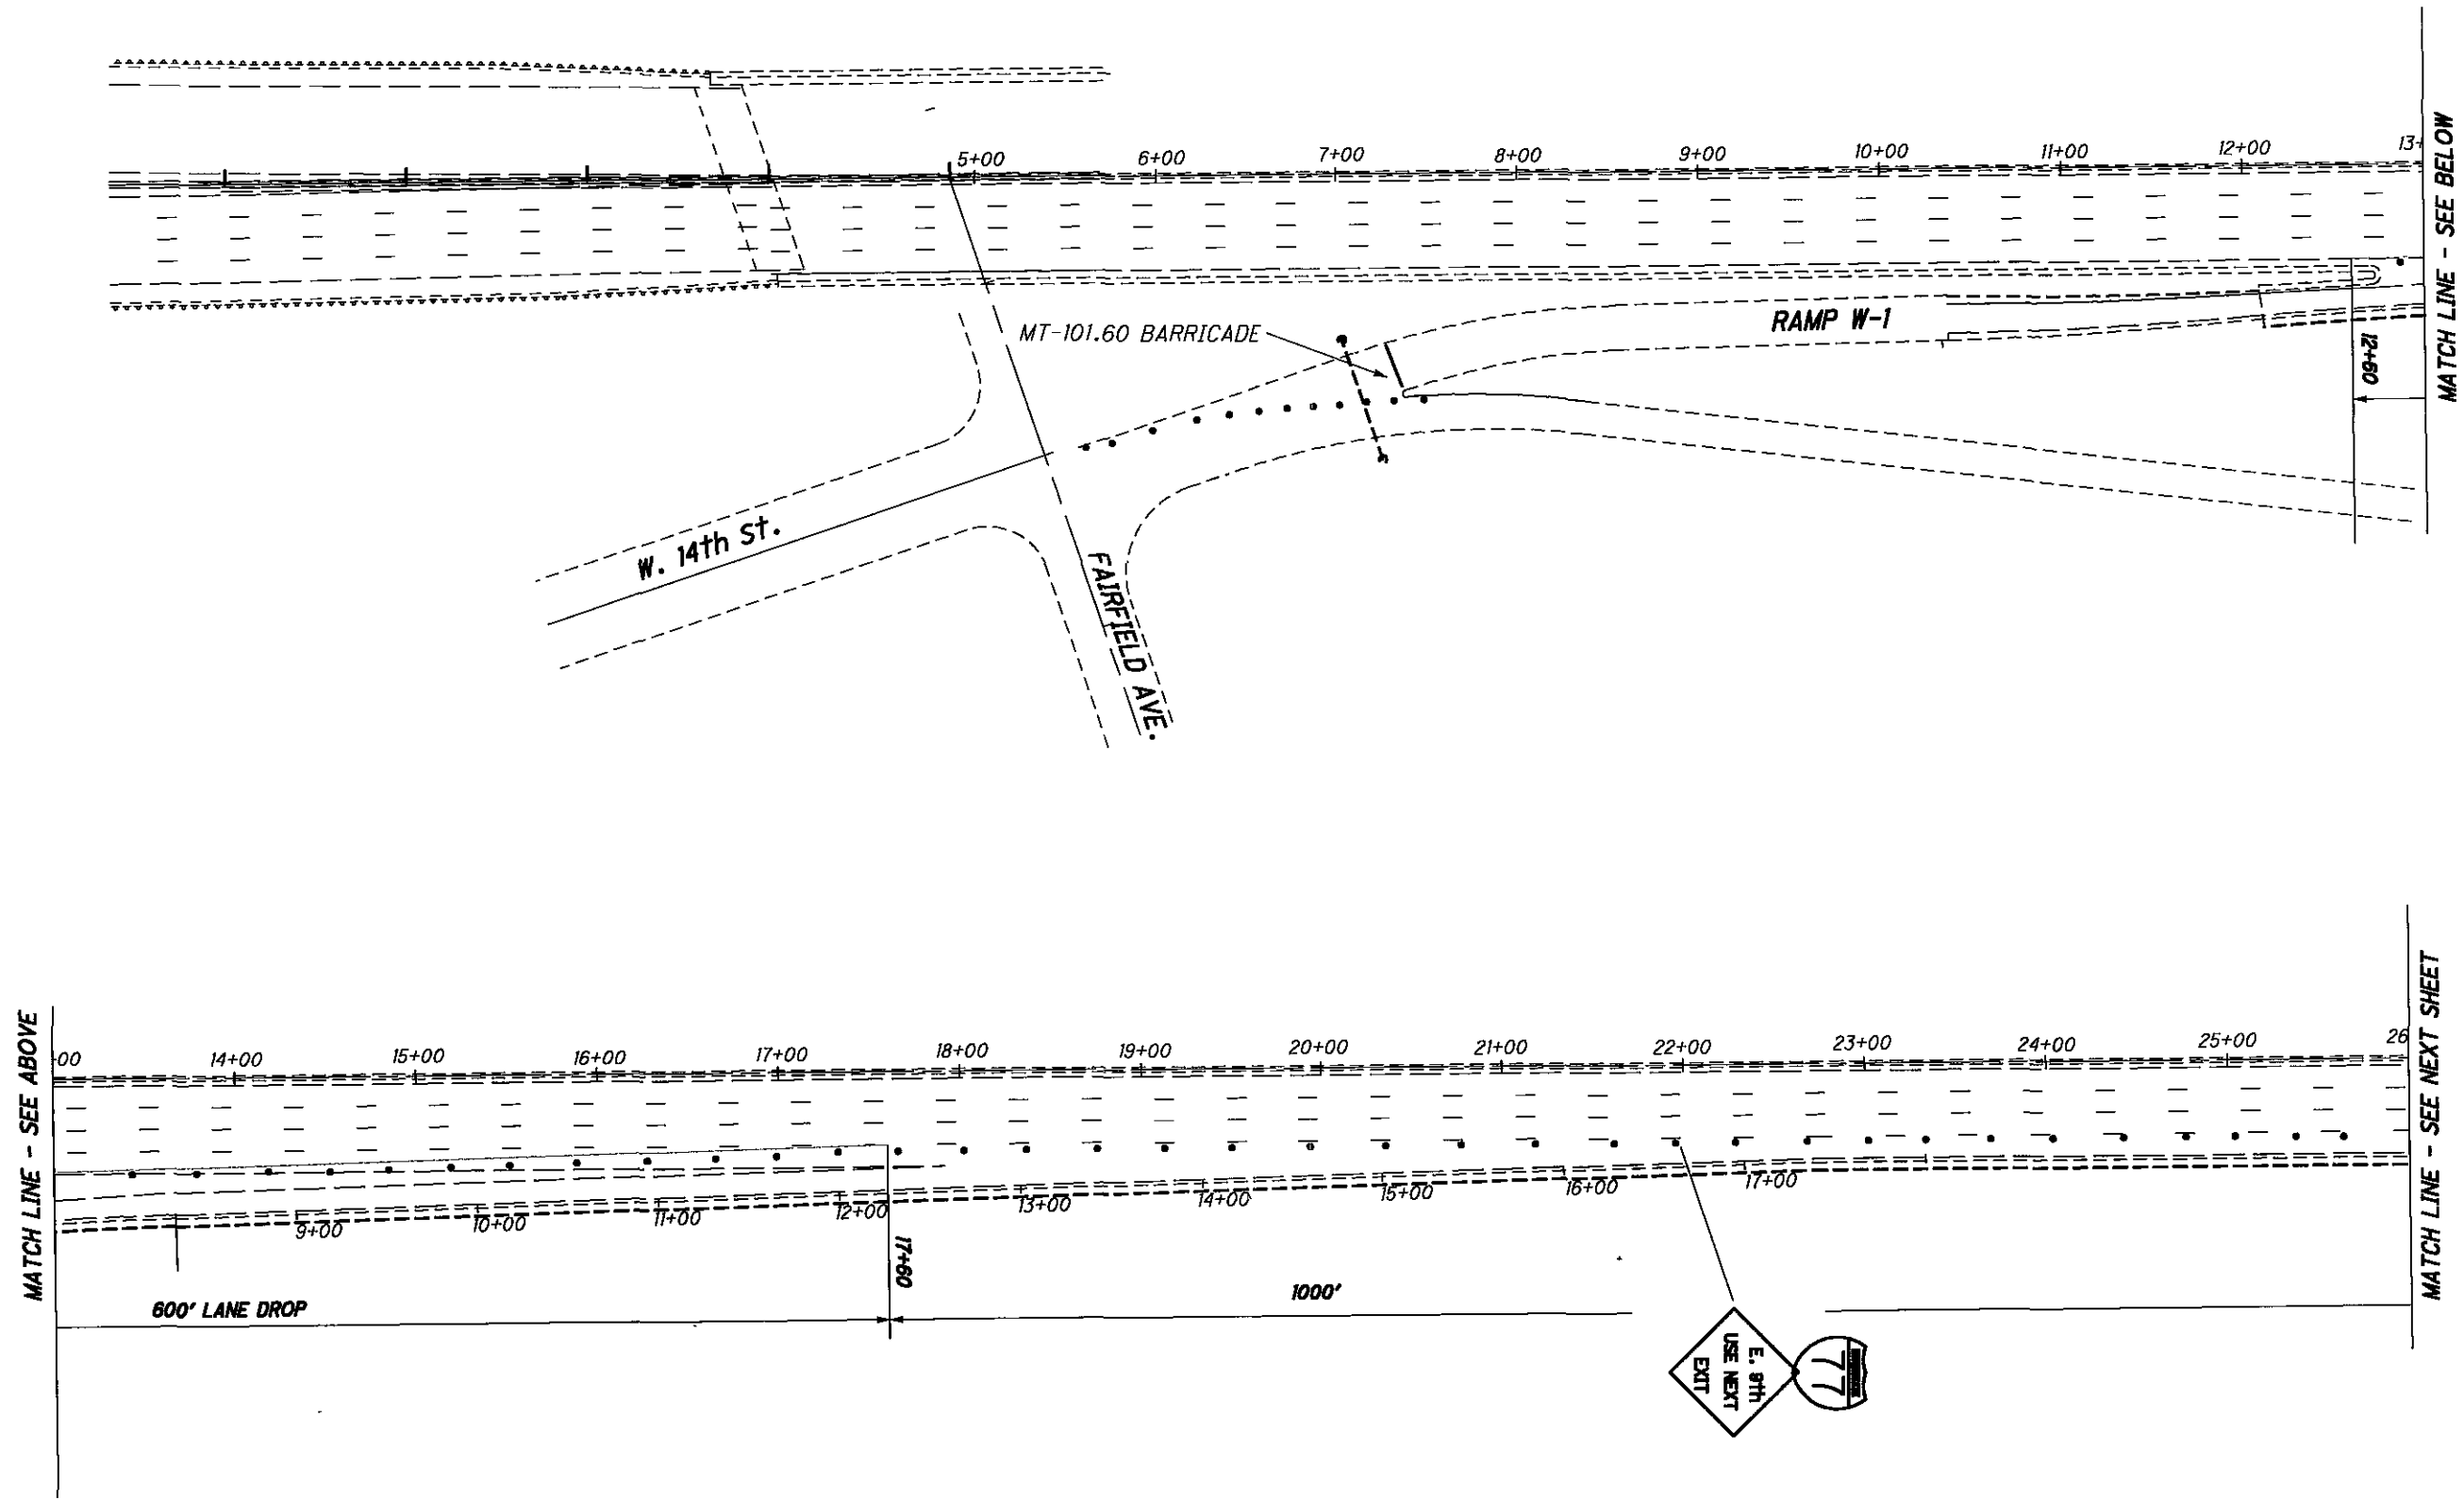 5+00 6+00 7+00 8+00 9+00 10+00 11+00 12+00 13+
MATCH LINE - SEE BELOW
MT-101.60 BARRICADE
RAMP W-1
12+60
W. 14th St.
FAIRFIELD AVE.
MATCH LINE - SEE ABOVE
+00 14+00 15+00 16+00 17+00 18+00 19+00 20+00 21+00 22+00 23+00 24+00 25+00 26
MATCH LINE - SEE NEXT SHEET
9+00 10+00 11+00 12+00 13+00 14+00 15+00 16+00 17+00
17+60
600' LANE DROP
1000'
E. 9th
USE NEXT
EXIT
77